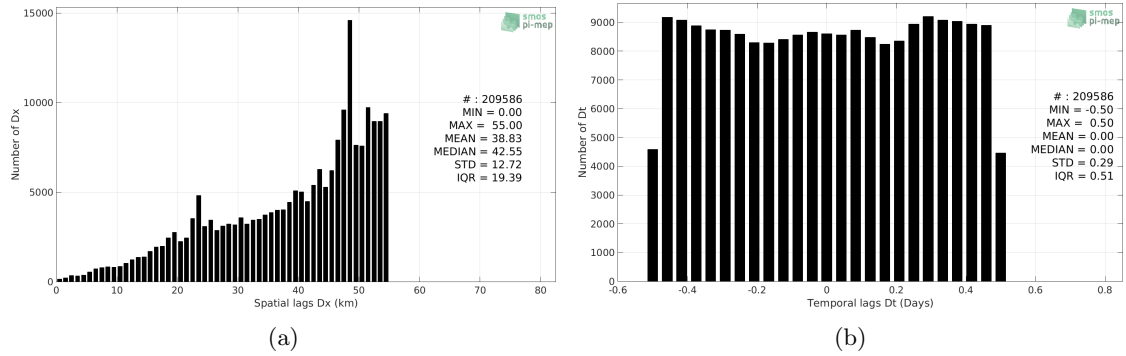 15000
10000
5000
0
Number of Dx
0
10
20
30
40
50
60
70
80
Spatial lags Dx (km)
smos
pi-mep
# : 209586
MIN = 0.00
MAX = 55.00
MEAN = 38.83
MEDIAN = 42.55
STD = 12.72
IQR = 19.39
(a)
9000
8000
7000
6000
5000
4000
3000
2000
1000
0
Number of Dt
-0.6
-0.4
-0.2
0
0.2
0.4
0.6
0.8
Temporal lags Dt (Days)
smos
pi-mep
# : 209586
MIN = -0.50
MAX = 0.50
MEAN = 0.00
MEDIAN = 0.00
STD = 0.29
IQR = 0.51
(b)